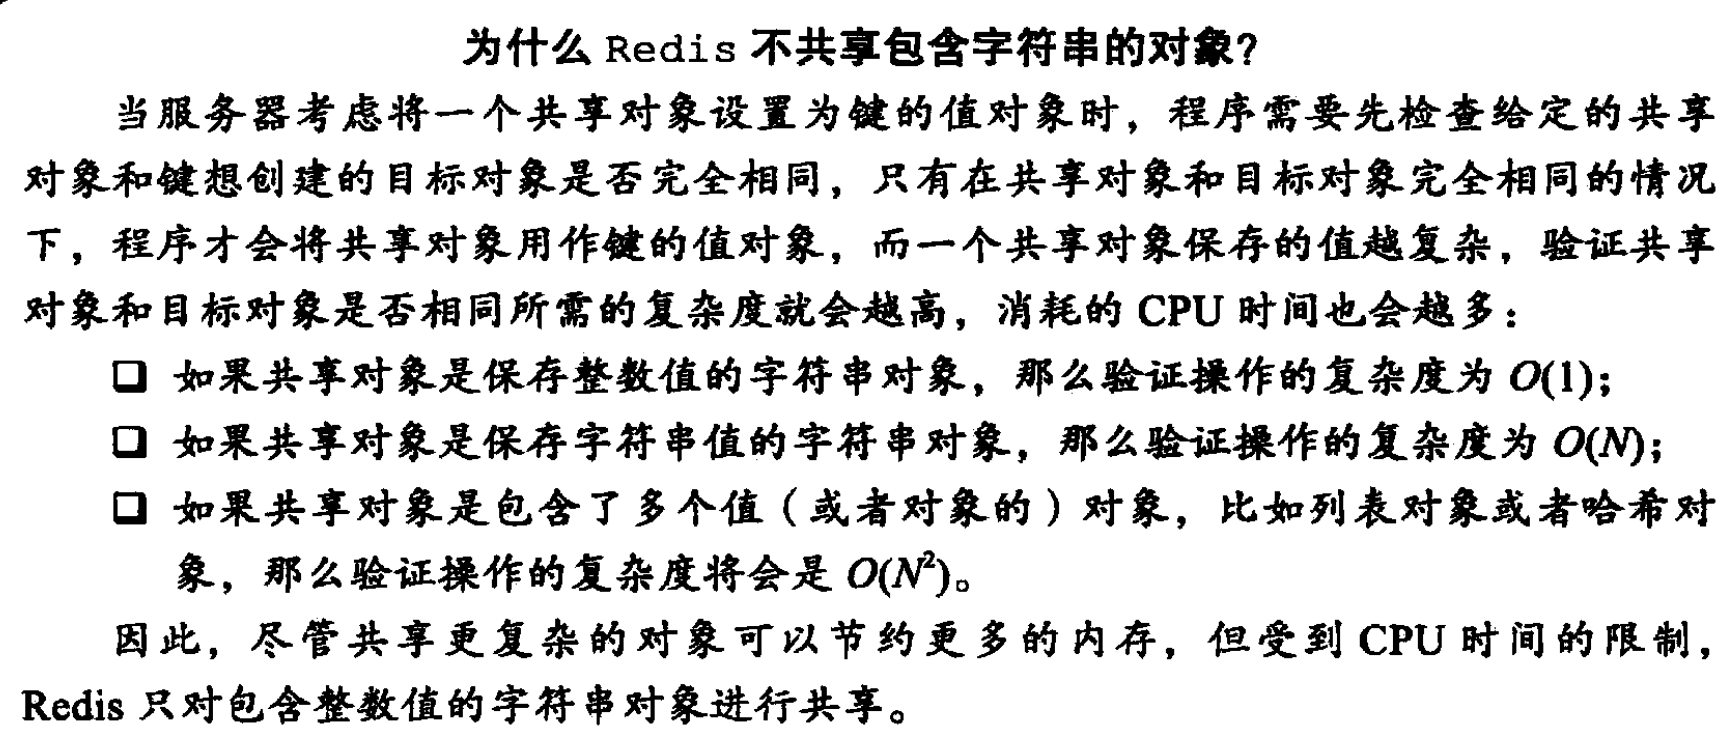 为什么 Redis 不共享包含字符串的对象?
当服务器考虑将一个共享对象设置为键的值对象时，程序需要先检查给定的共享
对象和键想创建的目标对象是否完全相同，只有在共享对象和目标对象完全相同的情况
下，程序才会将共享对象用作键的值对象，而一个共享对象保存的值越复杂，验证共享
对象和目标对象是否相同所需的复杂度就会越高，消耗的 CPU 时间也会越多：
❑ 如果共享对象是保存整数值的字符串对象，那么验证操作的复杂度为 O(1)；
❑ 如果共享对象是保存字符串值的字符串对象，那么验证操作的复杂度为 O(N)；
❑ 如果共享对象是包含了多个值（或者对象的）对象，比如列表对象或者哈希对
象，那么验证操作的复杂度将会是 O(N²)。
因此，尽管共享更复杂的对象可以节约更多的内存，但受到 CPU 时间的限制，
Redis 只对包含整数值的字符串对象进行共享。